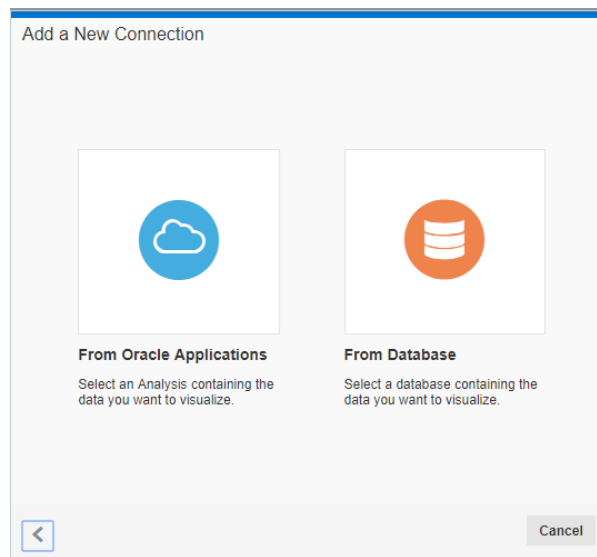 Add a New Connection
From Oracle Applications
Select an Analysis containing the
data you want to visualize.
From Database
Select a database containing the
data you want to visualize.
Cancel